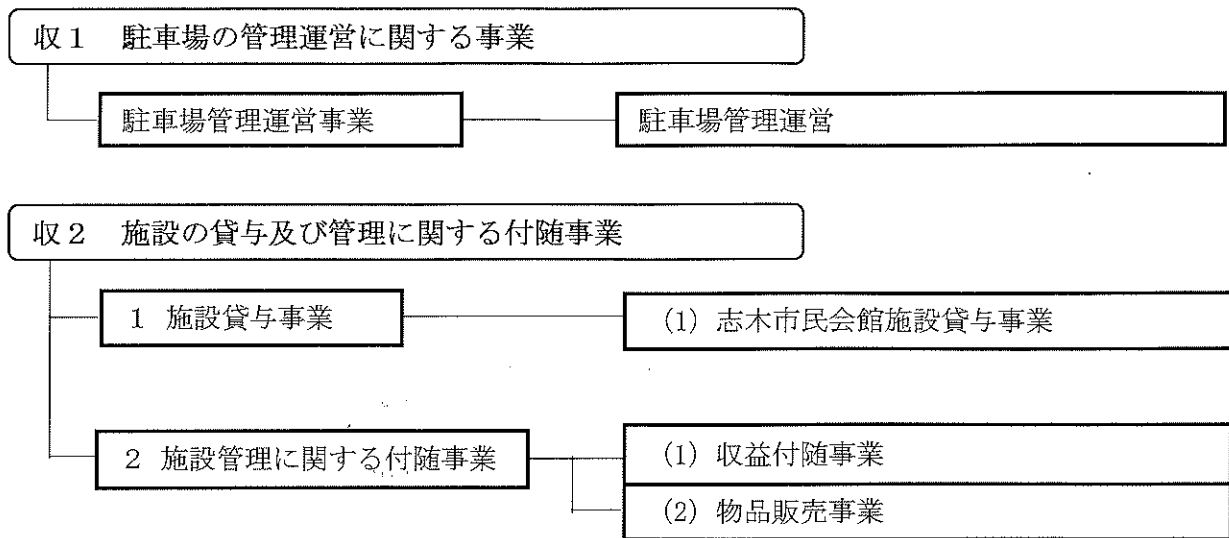 収1 駐車場の管理運営に関する事業
駐車場管理運営事業
駐車場管理運営
収2 施設の貸与及び管理に関する付随事業
1 施設貸与事業
(1) 志木市民会館施設貸与事業
2 施設管理に関する付随事業
(1) 収益付随事業
(2) 物品販売事業